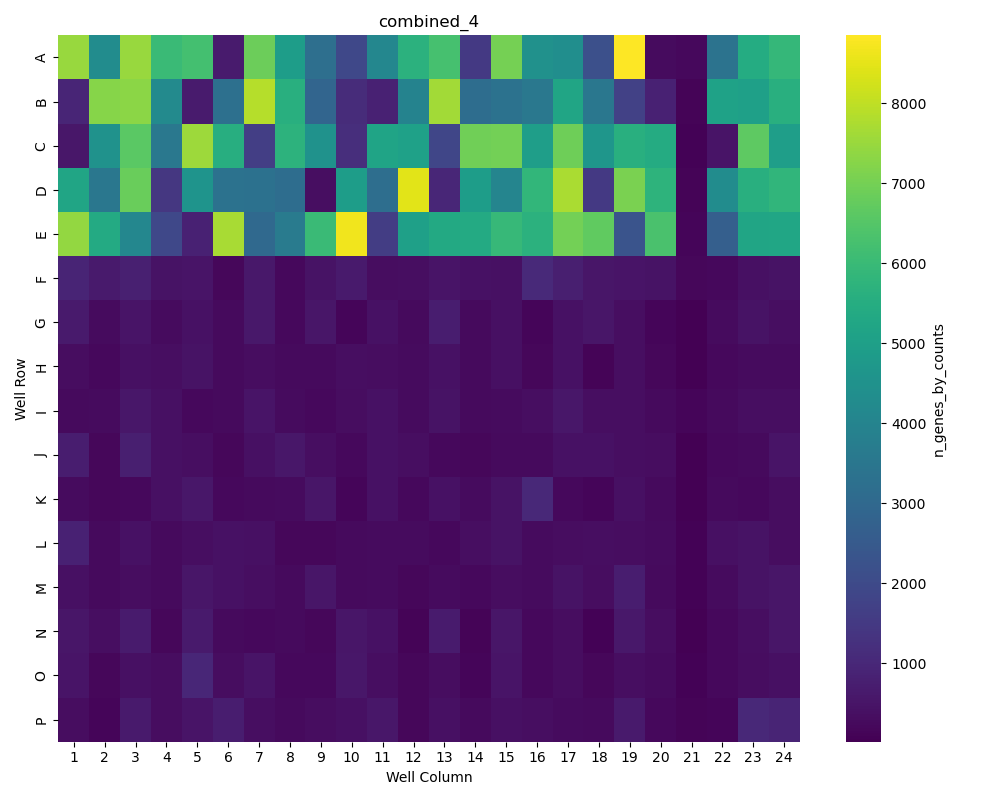 combined_4
A
B
C
D
E
F
G
H
I
J
K
L
M
N
O
P
Well Row
1 2 3 4 5 6 7 8 9 10 11 12 13 14 15 16 17 18 19 20 21 22 23 24
Well Column
8000
7000
6000
5000
4000
3000
2000
1000
n_genes_by_counts